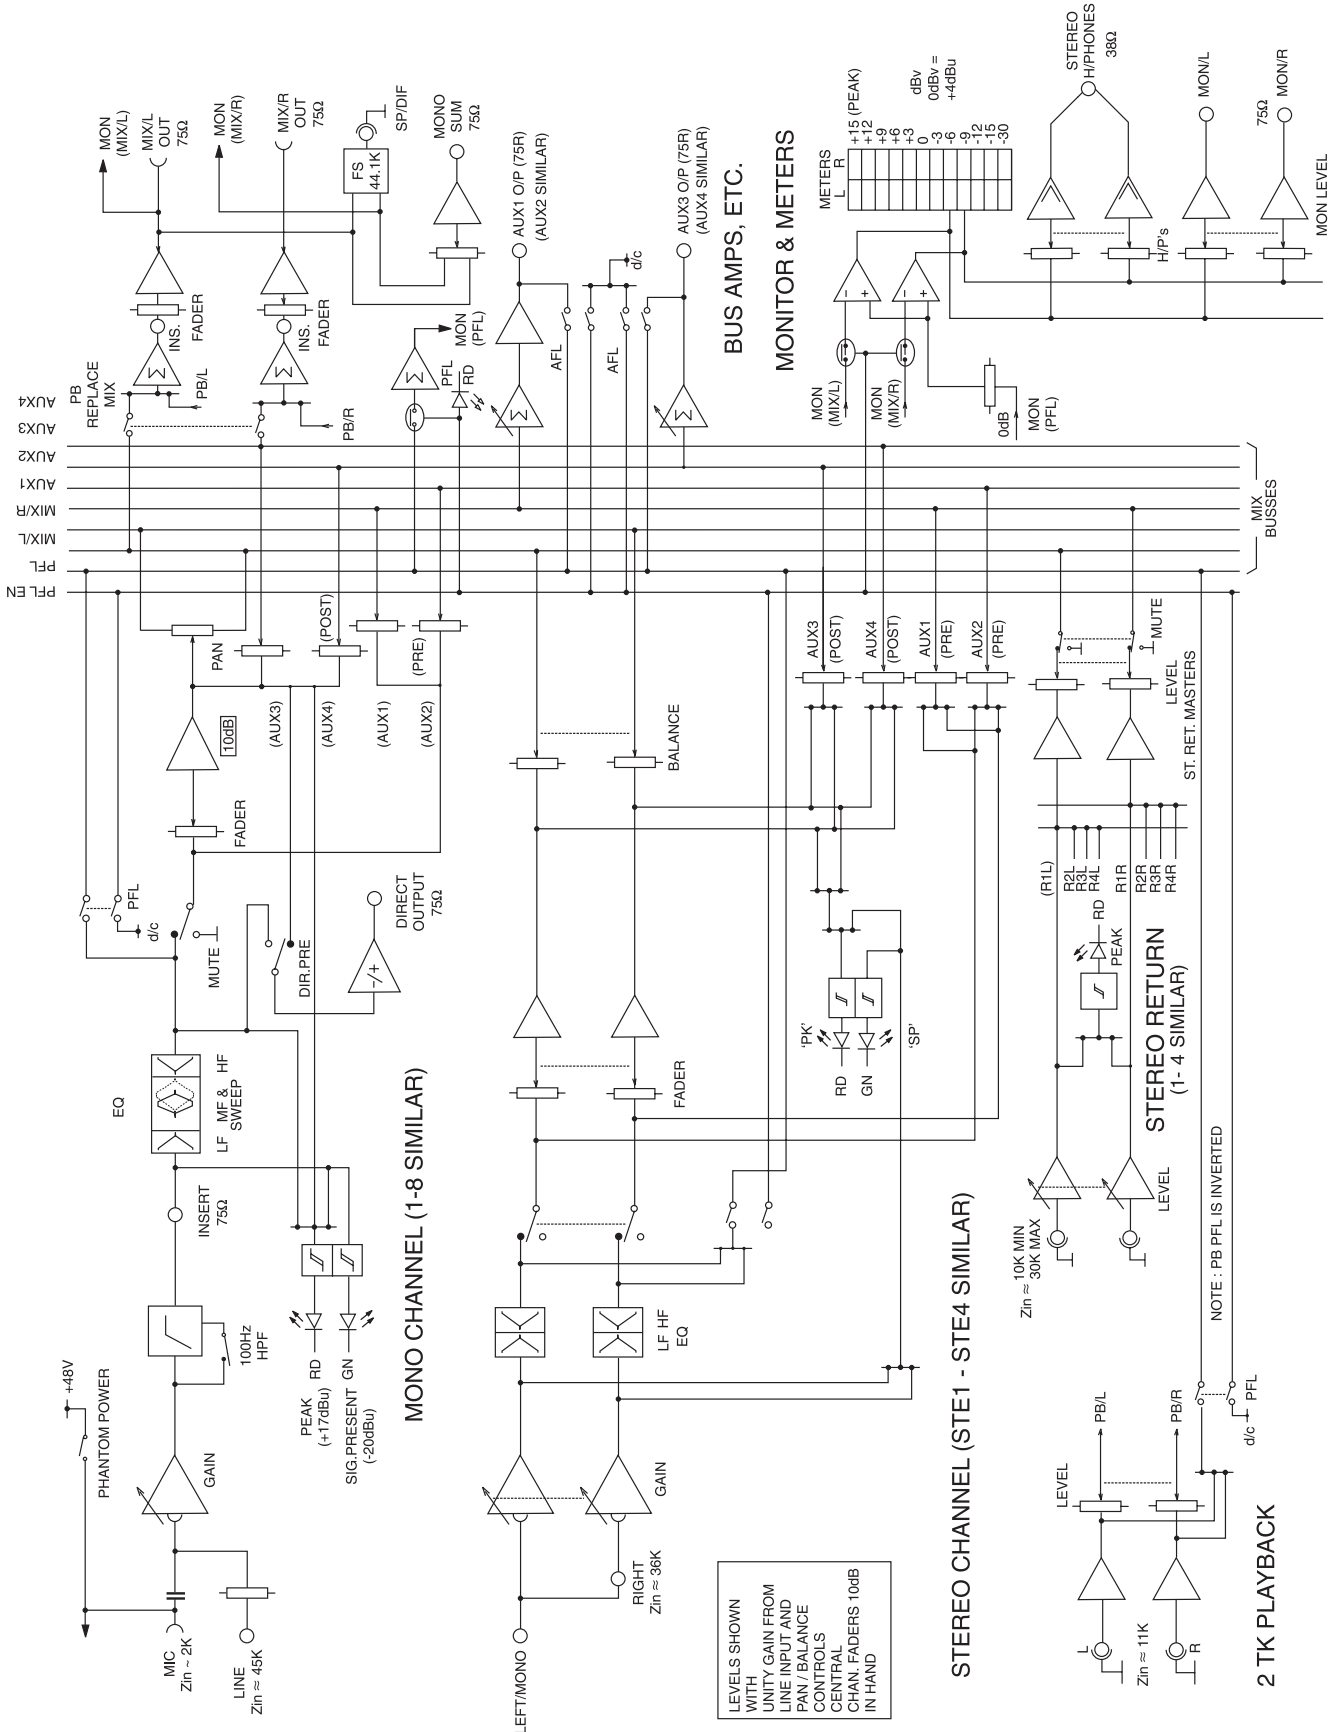 MON
(MIX/L)
MIX/L
OUT
75Ω
MON
(MIX/R)
MIX/R
OUT
75Ω
SP/DIF
FS
44.1K
MONO
SUM
75Ω
AUX1 O/P (75R)
(AUX2 SIMILAR)
AUX3 O/P (75R)
(AUX4 SIMILAR)
INS.
FADER
INS.
FADER
PB
REPLACE
MIX
PB/L
PB/R
MON
(PFL)
PFL
RD
AFL
AFL
d/c
BUS AMPS, ETC.
MONITOR & METERS
METERS
L R
+15 (PEAK)
+12
+9
+6
+3
0
-3
-6
-9
-12
-15
-30
dBv
0dBv =
+4dBu
STEREO
H/PHONES
38Ω
MON/L
MON/R
75Ω
H/P's
MON LEVEL
MON
(MIX/L)
MON
(MIX/R)
0dB
MON
(PFL)
AUX4
AUX3
AUX2
AUX1
MIX/R
MIX/L
PFL
PFL EN
MIX
BUSSES
PAN
(POST)
(PRE)
10dB
(AUX3)
(AUX4)
(AUX1)
(AUX2)
FADER
PFL
d/c
MUTE
DIR.PRE
-/+
DIRECT
OUTPUT
75Ω
EQ
LF MF & HF
SWEEP
INSERT
75Ω
100Hz
HPF
PEAK
(+17dBu)
RD
SIG.PRESENT
(-20dBu)
GN
+48V
PHANTOM POWER
GAIN
MIC
Zin ~ 2K
LINE
Zin ≈ 45K
MONO CHANNEL (1-8 SIMILAR)
BALANCE
AUX3
(POST)
AUX4
(POST)
AUX1
(PRE)
AUX2
(PRE)
FADER
'PK'
'SP'
RD
GN
LF HF
EQ
GAIN
LEFT/MONO
RIGHT
Zin ≈ 36K
STEREO CHANNEL (STE1 - STE4 SIMILAR)
MUTE
LEVEL
ST. RET. MASTERS
(R1L)
R2L
R3L
R4L
R1R
R2R
R3R
R4R
RD
PEAK
STEREO RETURN
(1- 4 SIMILAR)
LEVEL
Zin ≈ 10K MIN
30K MAX
NOTE : PB PFL IS INVERTED
PB/L
PB/R
PFL
d/c
LEVEL
L
Zin ≈ 11K
R
2 TK PLAYBACK
LEVELS SHOWN
WITH
UNITY GAIN FROM
LINE INPUT AND
PAN / BALANCE
CONTROLS
CENTRAL
CHAN. FADERS 10dB
IN HAND